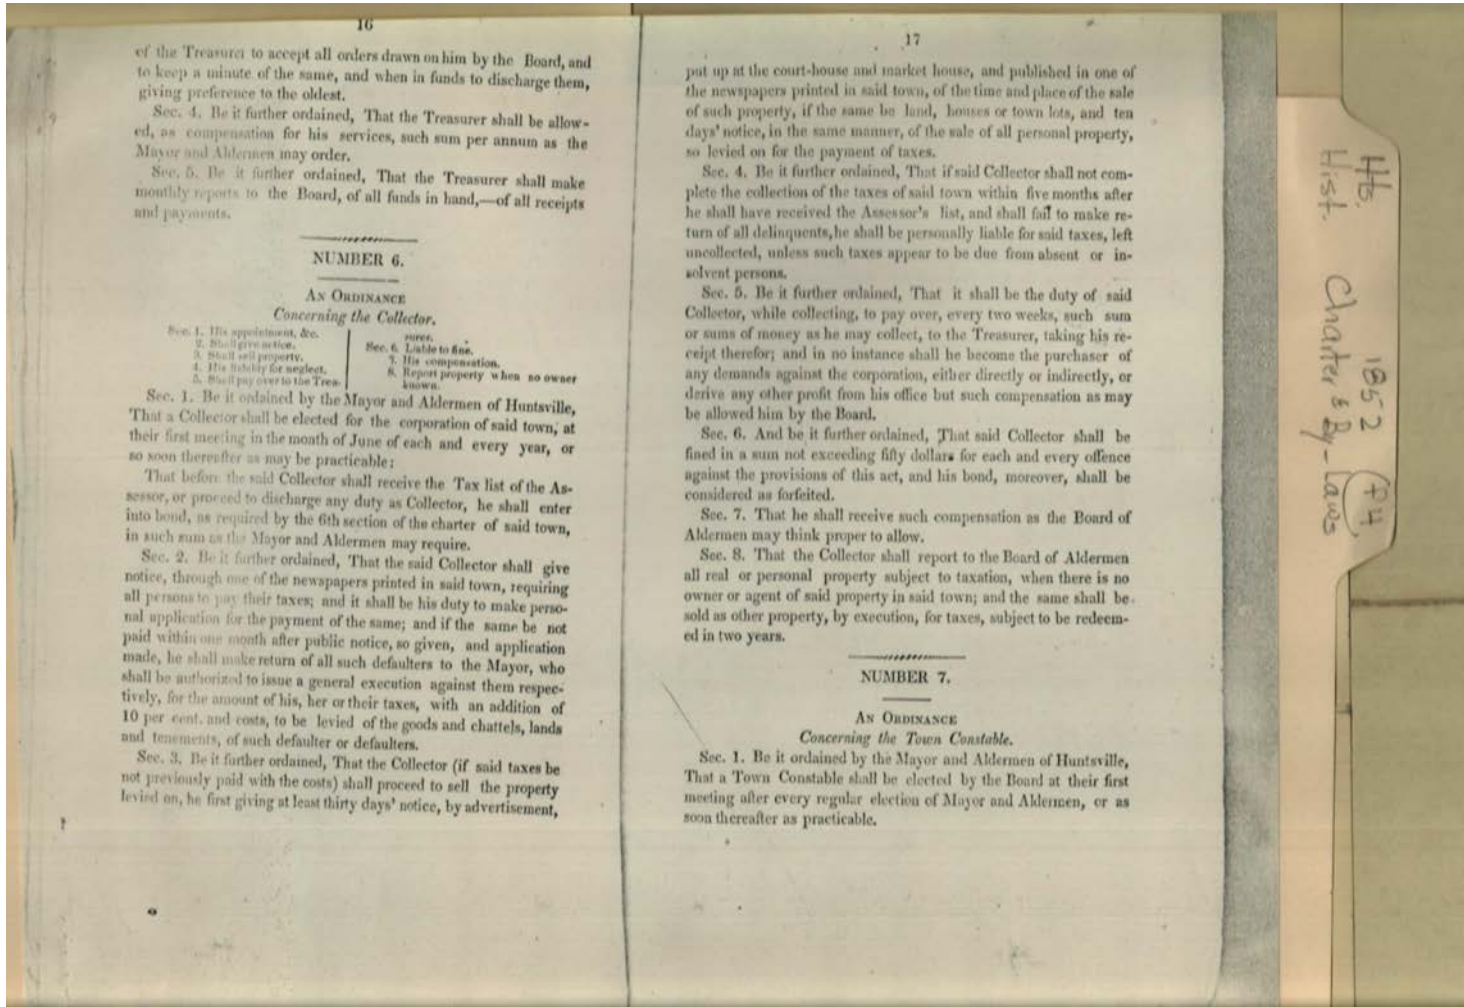 16
of the Treasurer to accept all orders drawn on him by the Board, and
to keep a minute of the same, and when in funds to discharge them,
giving preference to the oldest.
Sec. 4. Be it further ordained, That the Treasurer shall be allow-
ed, as compensation for his services, such sum per annum as the
Mayor and Aldermen may order.
Sec. 5. Be it further ordained, That the Treasurer shall make
monthly reports to the Board, of all funds in hand,—of all receipts
and payments.
NUMBER 6.
AN ORDINANCE
Concerning the Collector.
Sec. 1. His appointment, &c.
2. Shall give notice.
3. Shall sell property.
4. His liability for neglect.
5. Shall pay over to the Trea-
surer.
Sec. 6. Liable to fine.
7. His compensation.
8. Report property when no owner
known.
Sec. 1. Be it ordained by the Mayor and Aldermen of Huntsville,
That a Collector shall be elected for the corporation of said town, at
their first meeting in the month of June of each and every year, or
so soon thereafter as may be practicable:
That before the said Collector shall receive the Tax list of the As-
sessor, or proceed to discharge any duty as Collector, he shall enter
into bond, as required by the 6th section of the charter of said town,
in such sum as the Mayor and Aldermen may require.
Sec. 2. Be it further ordained, That the said Collector shall give
notice, through one of the newspapers printed in said town, requiring
all persons to pay their taxes; and it shall be his duty to make perso-
nal application for the payment of the same; and if the same be not
paid within one month after public notice, so given, and application
made, he shall make return of all such defaulters to the Mayor, who
shall be authorized to issue a general execution against them respec-
tively, for the amount of his, her or their taxes, with an addition of
10 per cent. and costs, to be levied of the goods and chattels, lands
and tenements, of such defaulter or defaulters.
Sec. 3. Be it further ordained, That the Collector (if said taxes be
not previously paid with the costs) shall proceed to sell the property
levied on, he first giving at least thirty days' notice, by advertisement,
17
put up at the court-house and market house, and published in one of
the newspapers printed in said town, of the time and place of the sale
of such property, if the same be land, houses or town lots, and ten
days' notice, in the same manner, of the sale of all personal property,
so levied on for the payment of taxes.
Sec. 4. Be it further ordained, That if said Collector shall not com-
plete the collection of the taxes of said town within five months after
he shall have received the Assessor's list, and shall fail to make re-
turn of all delinquents, he shall be personally liable for said taxes, left
uncollected, unless such taxes appear to be due from absent or in-
solvent persons.
Sec. 5. Be it further ordained, That it shall be the duty of said
Collector, while collecting, to pay over, every two weeks, such sum
or sums of money as he may collect, to the Treasurer, taking his re-
ceipt therefor; and in no instance shall he become the purchaser of
any demands against the corporation, either directly or indirectly, or
derive any other profit from his office but such compensation as may
be allowed him by the Board.
Sec. 6. And be it further ordained, That said Collector shall be
fined in a sum not exceeding fifty dollars for each and every offence
against the provisions of this act, and his bond, moreover, shall be
considered as forfeited.
Sec. 7. That he shall receive such compensation as the Board of
Aldermen may think proper to allow.
Sec. 8. That the Collector shall report to the Board of Aldermen
all real or personal property subject to taxation, when there is no
owner or agent of said property in said town; and the same shall be
sold as other property, by execution, for taxes, subject to be redeem-
ed in two years.
NUMBER 7.
AN ORDINANCE
Concerning the Town Constable.
Sec. 1. Be it ordained by the Mayor and Aldermen of Huntsville,
That a Town Constable shall be elected by the Board at their first
meeting after every regular election of Mayor and Aldermen, or as
soon thereafter as practicable.
Hist. Charter & By-Laws
1852